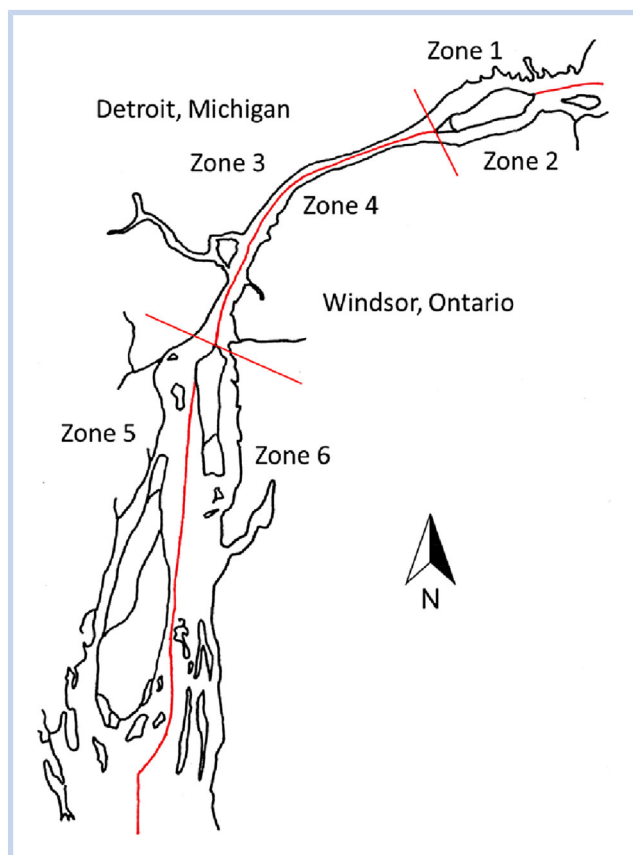 Zone 1
Detroit, Michigan
Zone 3
Zone 2
Zone 4
Windsor, Ontario
Zone 5
Zone 6
N